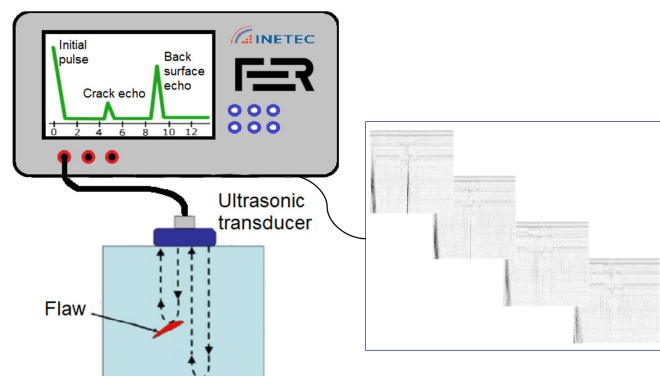 INETEC
FER
Initial
pulse
Back
surface
echo
Crack echo
0 2 4 6 8 10 12
Ultrasonic
transducer
Flaw